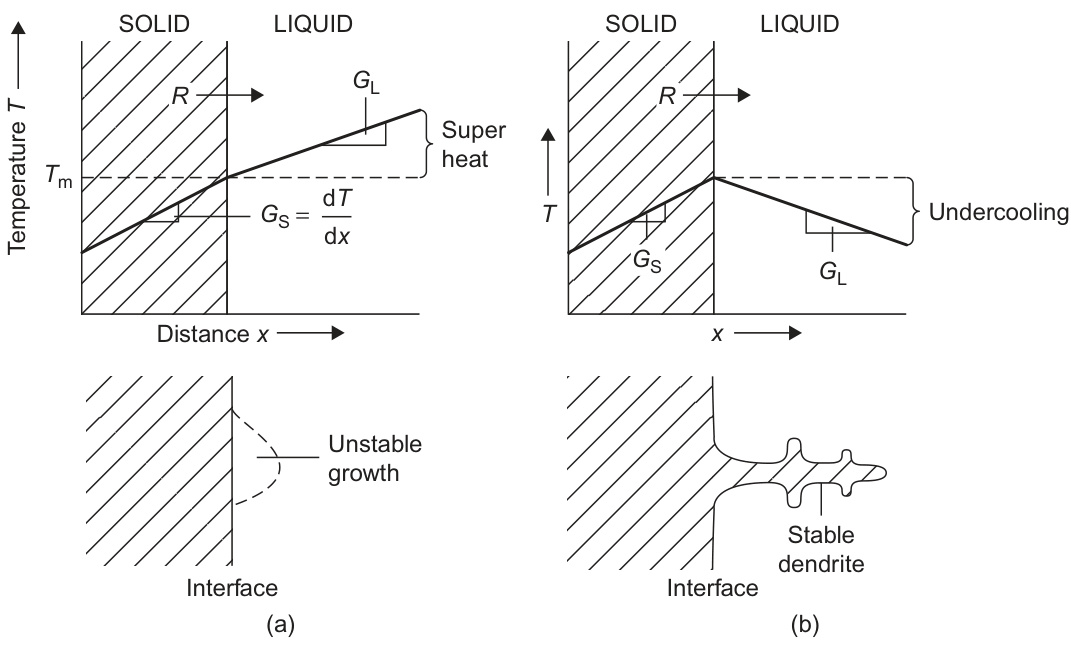 SOLID LIQUID
Temperature T
R
G_L
Super
heat
T_m
G_S = dT
dx
Distance x
Unstable
growth
Interface
(a)
SOLID LIQUID
R
T
Undercooling
G_S
G_L
x
Stable
dendrite
Interface
(b)